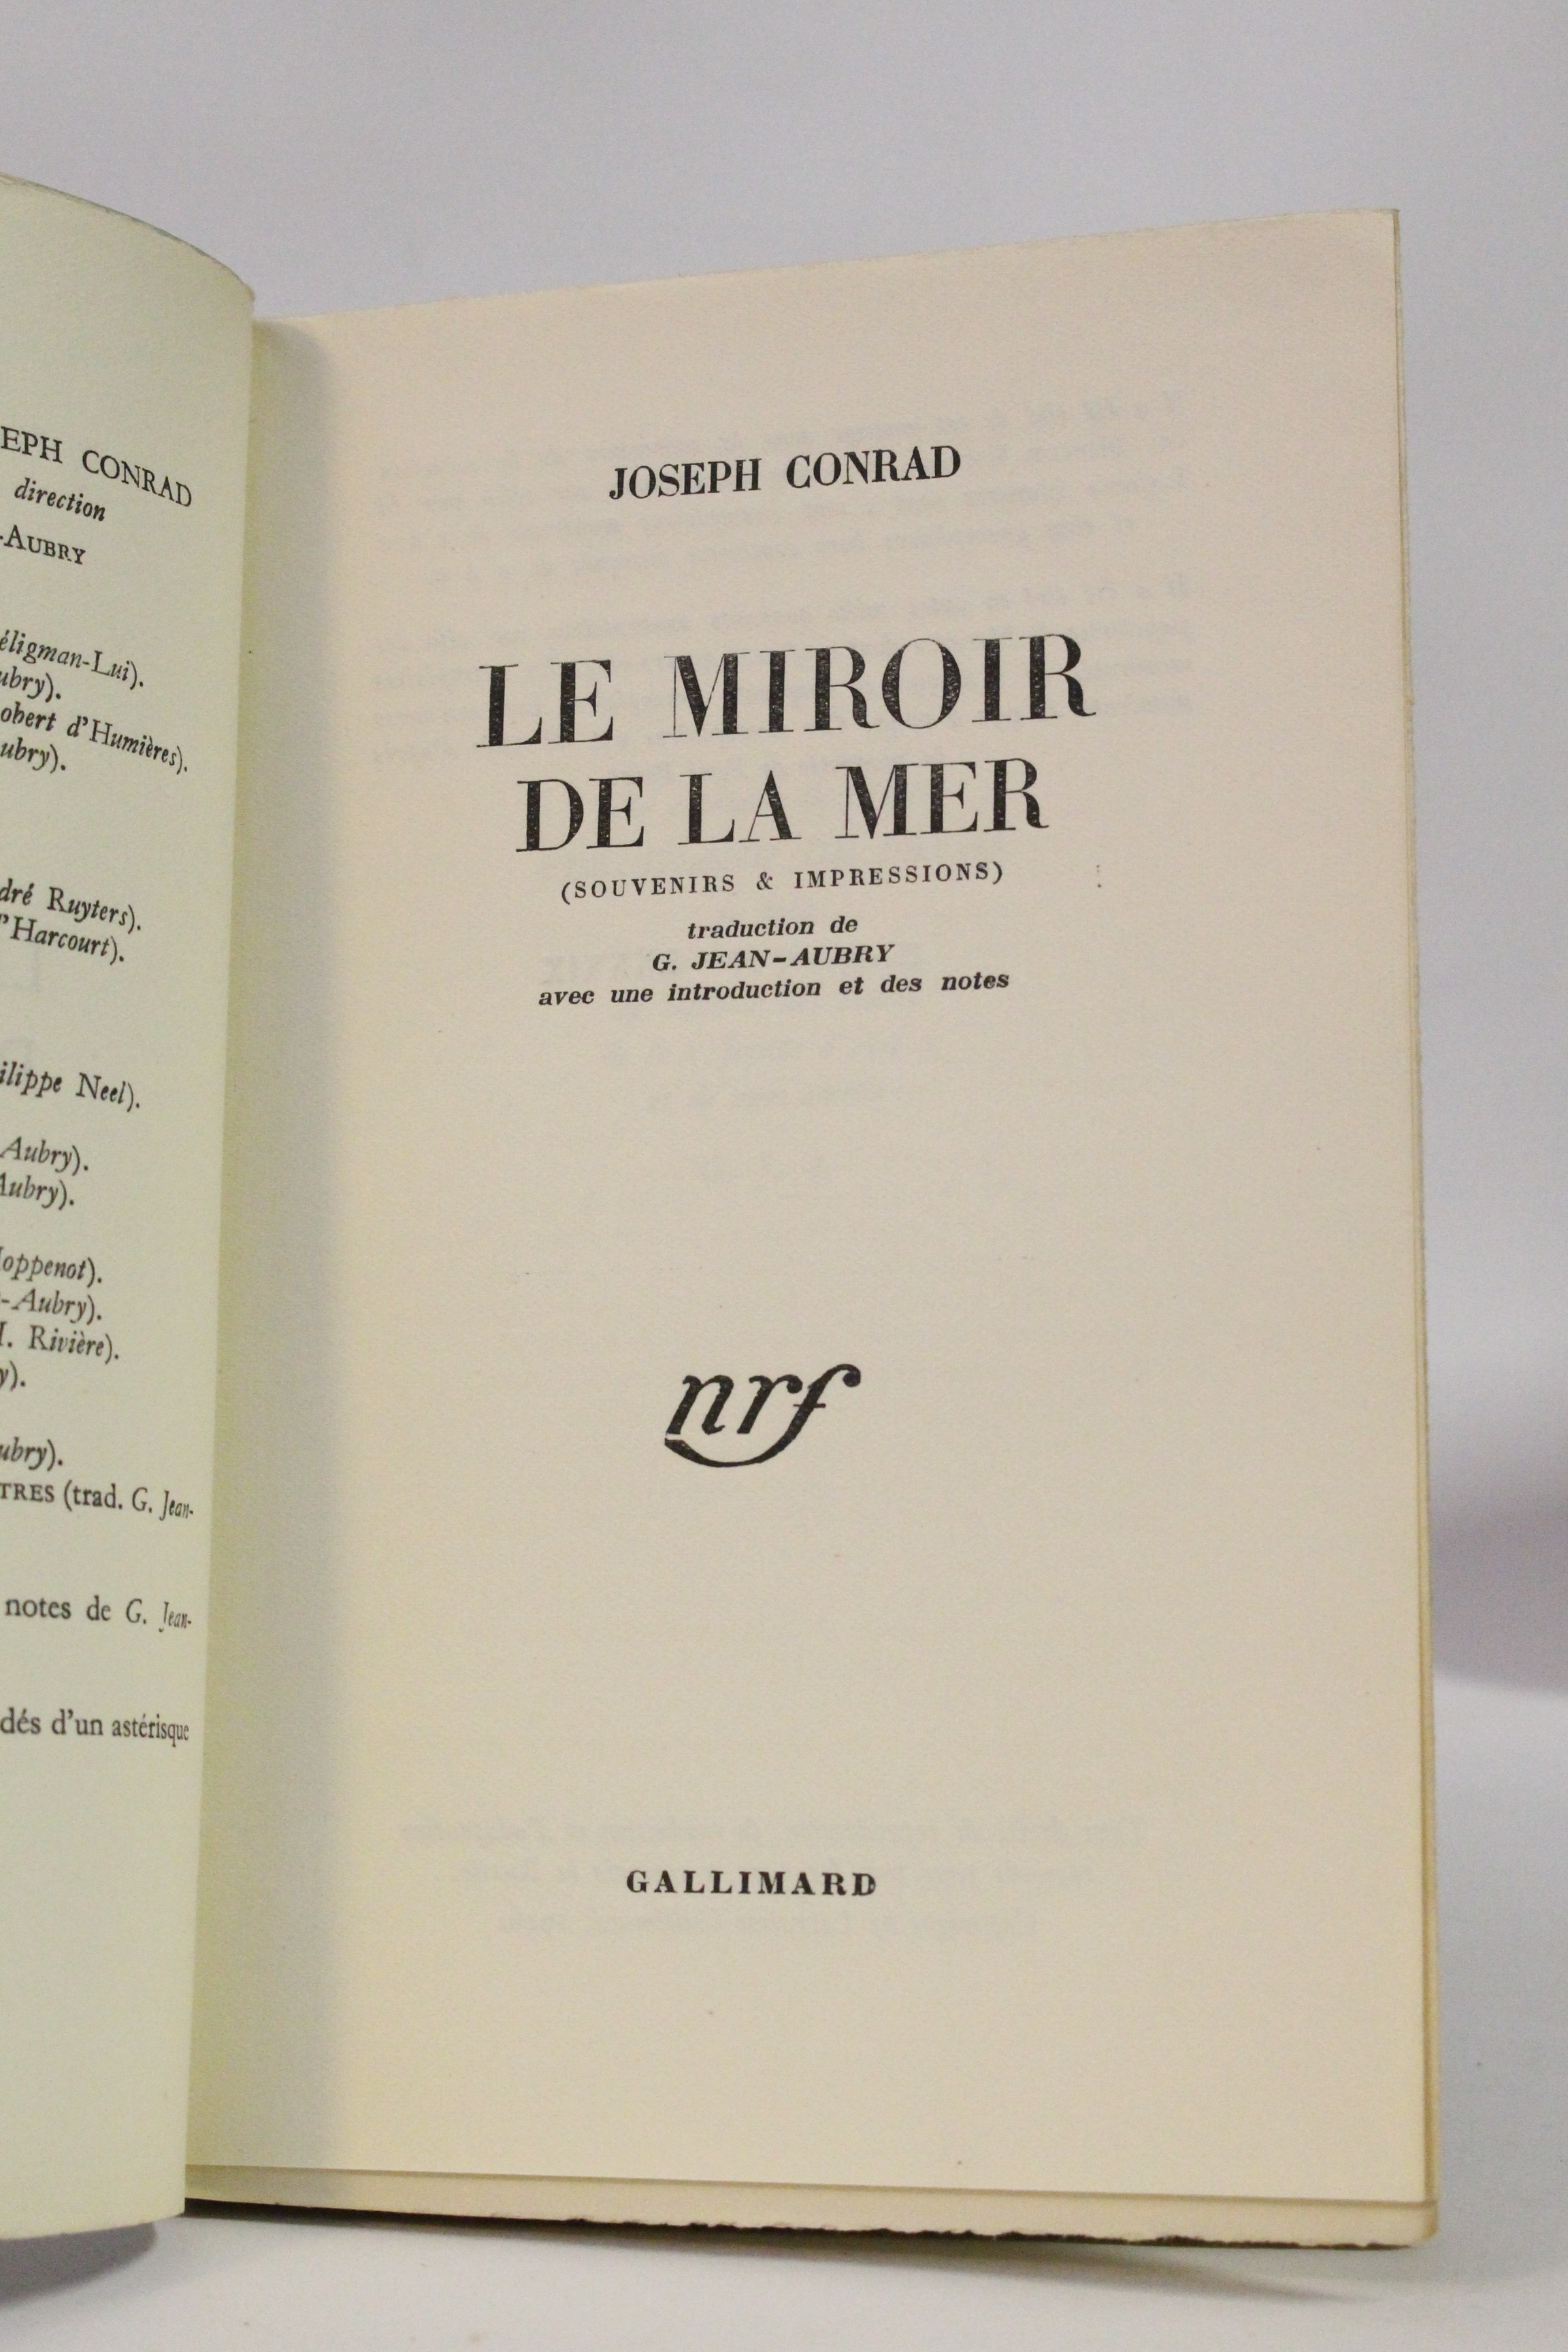 EPH CONRAD
direction
-AUBRY
éligman-Lui).
ubry).
obert d'Humières).
ubry).
dré Ruyters).
'Harcourt).
ilippe Neel).
Aubry).
Aubry).
oppenot).
-Aubry).
. Rivière).
y).
ubry).
TRES (trad. G. Jean-
notes de G. Jean-
dés d'un astérisque
JOSEPH CONRAD
LE MIROIR
DE LA MER
(SOUVENIRS & IMPRESSIONS)
traduction de
G. JEAN-AUBRY
avec une introduction et des notes
nrf
GALLIMARD